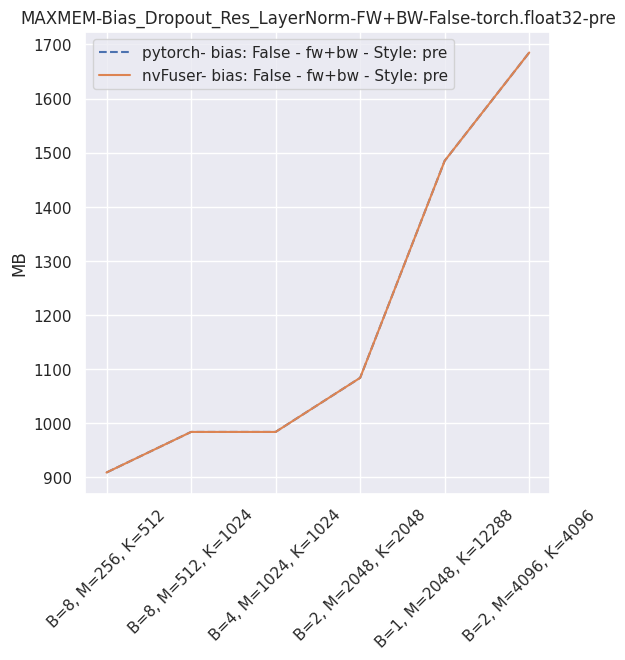 MAXMEM-Bias_Dropout_Res_LayerNorm-FW+BW-False-torch.float32-pre
pytorch- bias: False - fw+bw - Style: pre
nvFuser- bias: False - fw+bw - Style: pre
1700
1600
1500
1400
1300
1200
1100
1000
900
MB
B=8, M=256, K=512
B=8, M=512, K=1024
B=4, M=1024, K=1024
B=2, M=2048, K=2048
B=1, M=2048, K=12288
B=2, M=4096, K=4096